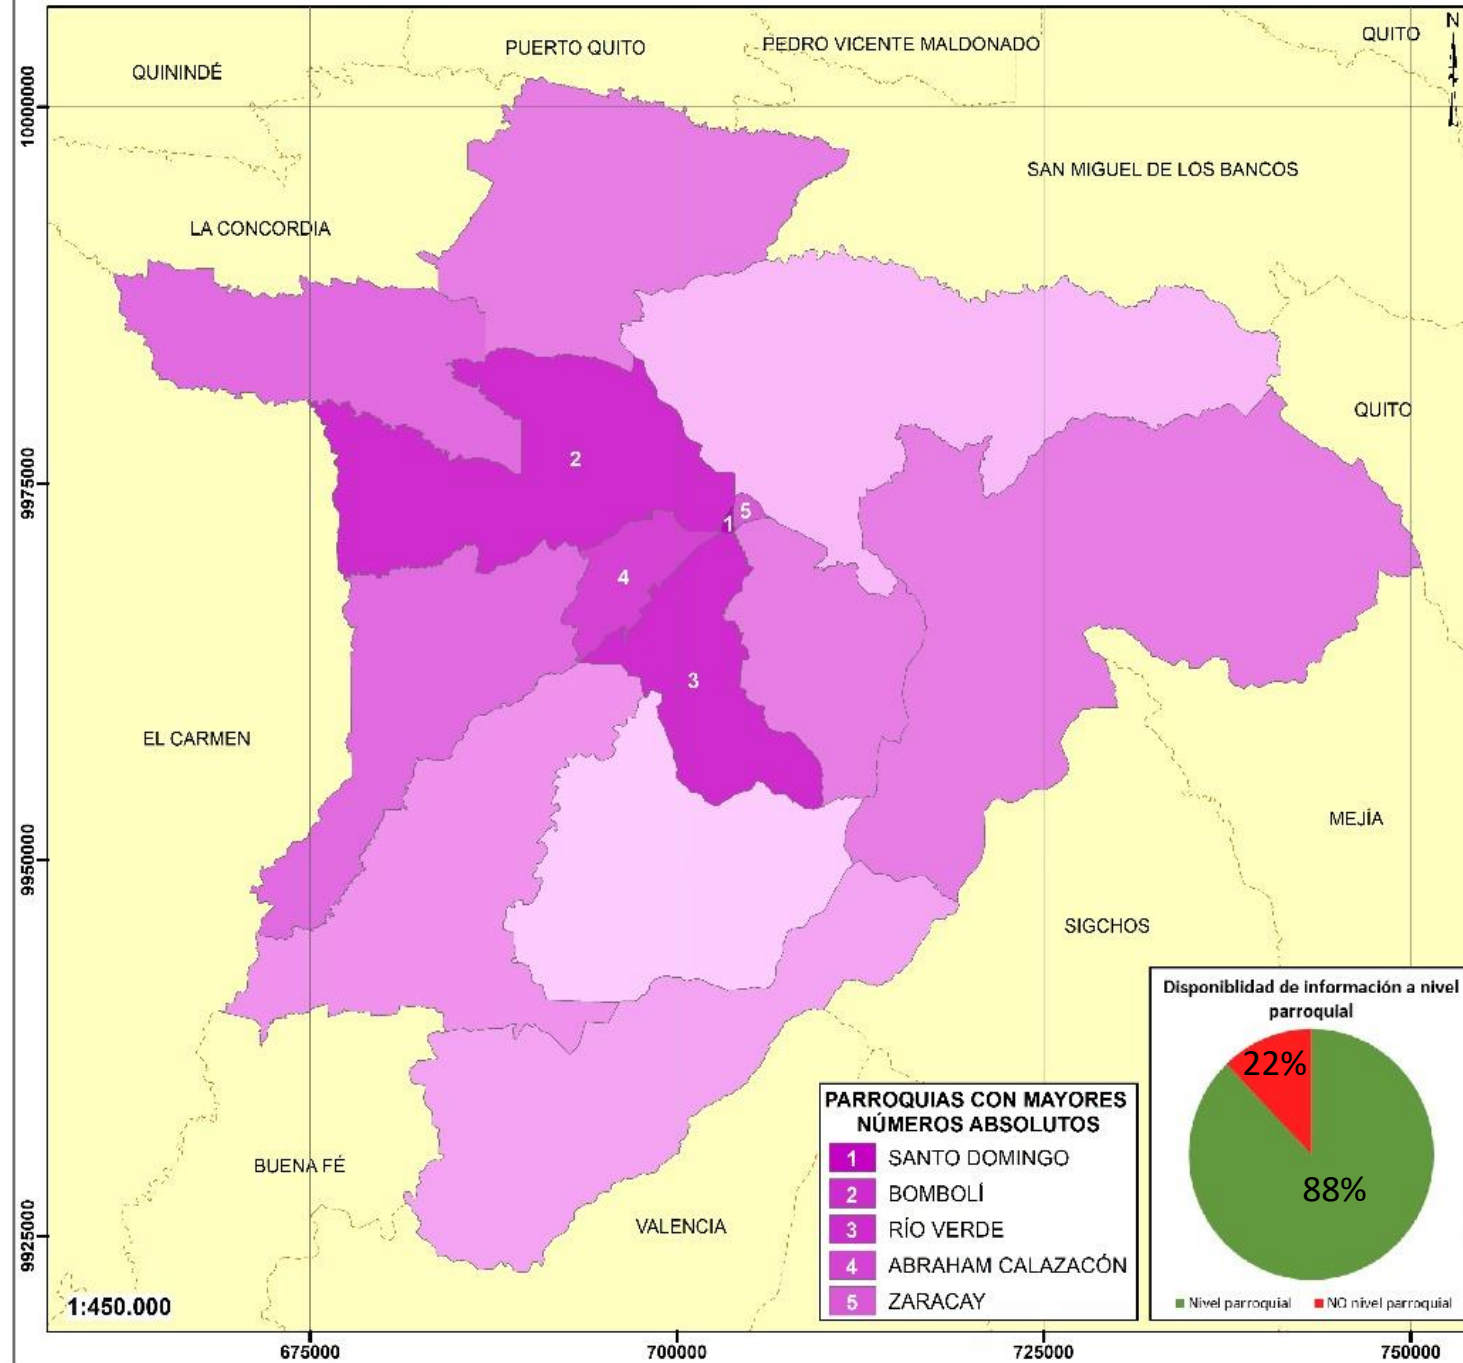 N
QUITO
PEDRO VICENTE MALDONADO
PUERTO QUITO
QUININDÉ
10000000
SAN MIGUEL DE LOS BANCOS
LA CONCORDIA
QUITO
2
9975000
5
1
4
3
EL CARMEN
MEJÍA
9950000
SIGCHOS
BUENA FÉ
VALENCIA
9925000
1:450.000
PARROQUIAS CON MAYORES
NÚMEROS ABSOLUTOS
1 SANTO DOMINGO
2 BOMBOLÍ
3 RÍO VERDE
4 ABRAHAM CALAZACÓN
5 ZARACAY
Disponiblidad de información a nivel
parroquial
22%
88%
Nivel parroquial NO nivel parroquial
675000 700000 725000 750000